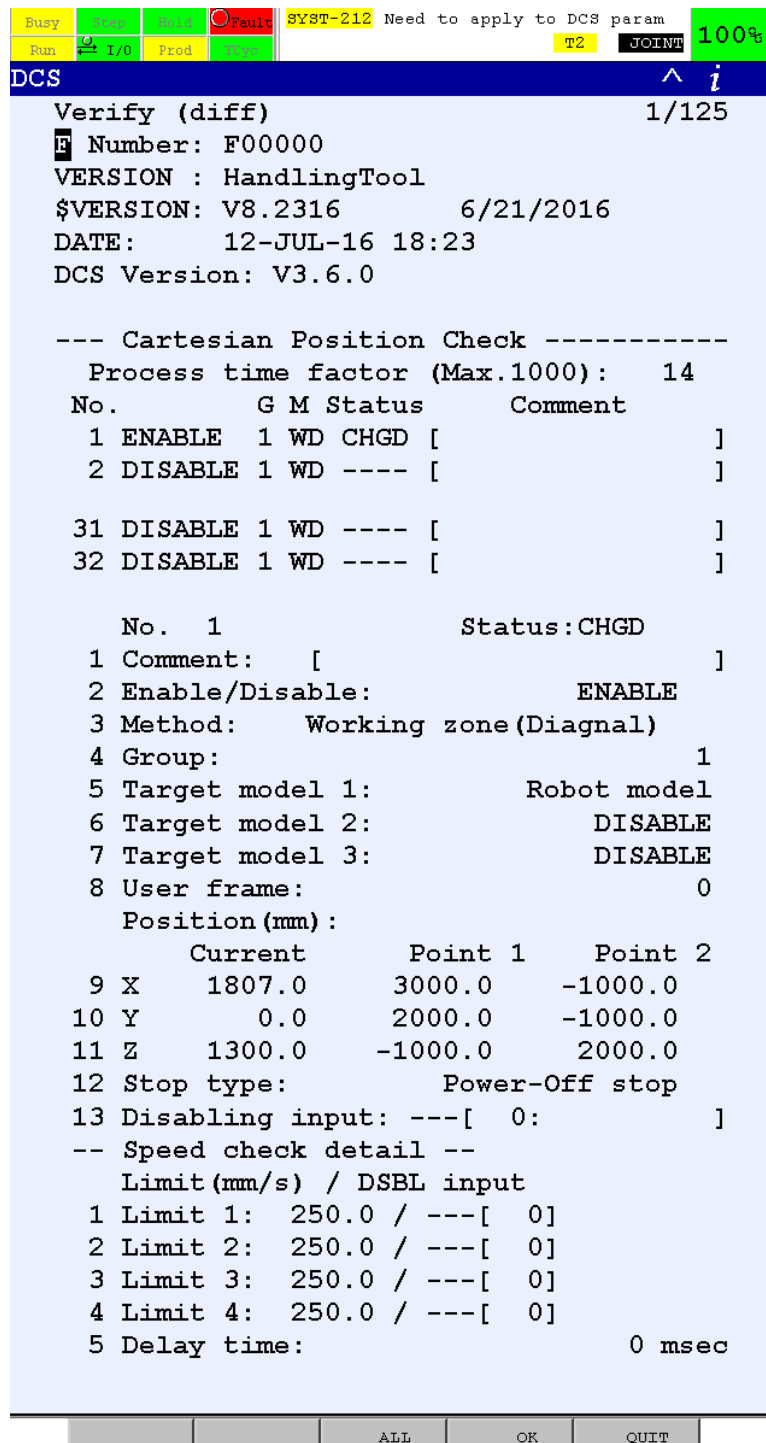 Busy Step Hold Fault SYST-212 Need to apply to DCS param
Run I/O Prod TCyc T2 JOINT 100%
DCS ^ i
Verify (diff) 1/125
F Number: F00000
VERSION : HandlingTool
$VERSION: V8.2316 6/21/2016
DATE: 12-JUL-16 18:23
DCS Version: V3.6.0
--- Cartesian Position Check -----------
Process time factor (Max.1000): 14
No. G M Status Comment
1 ENABLE 1 WD CHGD [ ]
2 DISABLE 1 WD ---- [ ]
31 DISABLE 1 WD ---- [ ]
32 DISABLE 1 WD ---- [ ]
No. 1 Status:CHGD
1 Comment: [ ]
2 Enable/Disable: ENABLE
3 Method: Working zone(Diagnal)
4 Group: 1
5 Target model 1: Robot model
6 Target model 2: DISABLE
7 Target model 3: DISABLE
8 User frame: 0
Position(mm):
Current Point 1 Point 2
9 X 1807.0 3000.0 -1000.0
10 Y 0.0 2000.0 -1000.0
11 Z 1300.0 -1000.0 2000.0
12 Stop type: Power-Off stop
13 Disabling input: ---[ 0: ]
-- Speed check detail --
Limit(mm/s) / DSBL input
1 Limit 1: 250.0 / ---[ 0]
2 Limit 2: 250.0 / ---[ 0]
3 Limit 3: 250.0 / ---[ 0]
4 Limit 4: 250.0 / ---[ 0]
5 Delay time: 0 msec
ALL OK QUIT